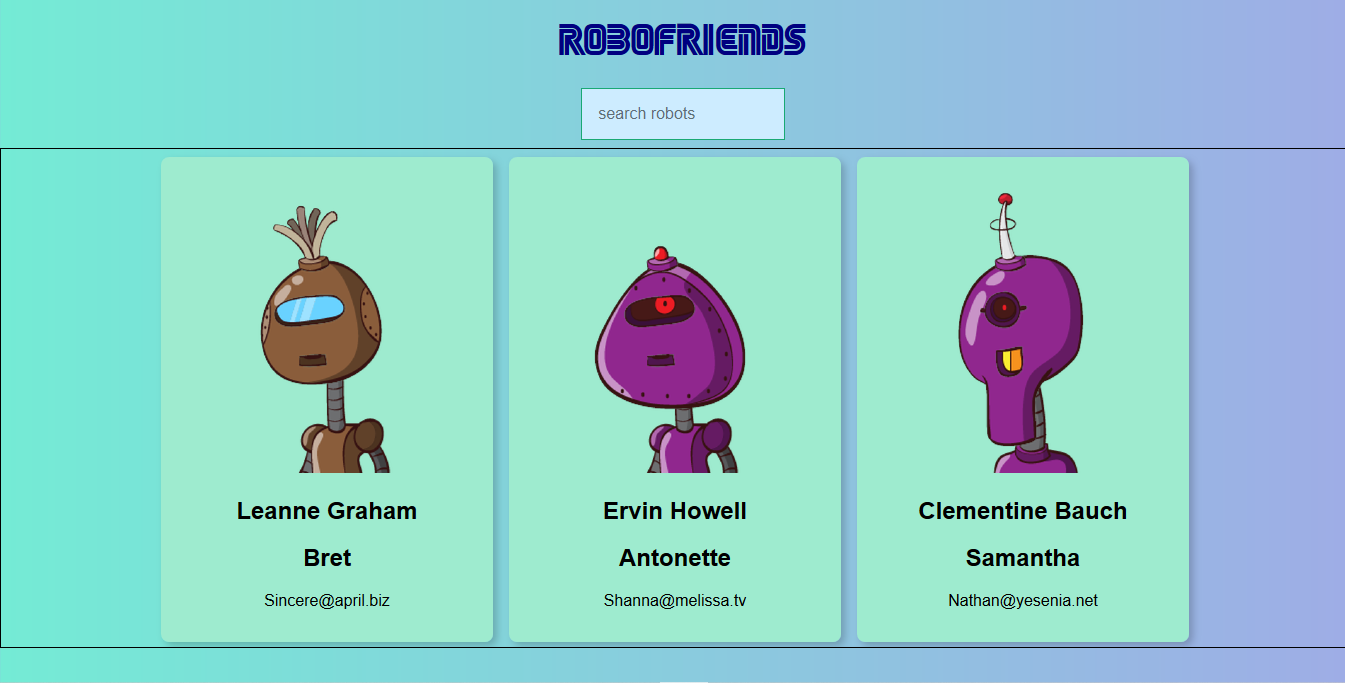 ROBOFRIENDS
search robots
Leanne Graham
Bret
Sincere@april.biz
Ervin Howell
Antonette
Shanna@melissa.tv
Clementine Bauch
Samantha
Nathan@yesenia.net